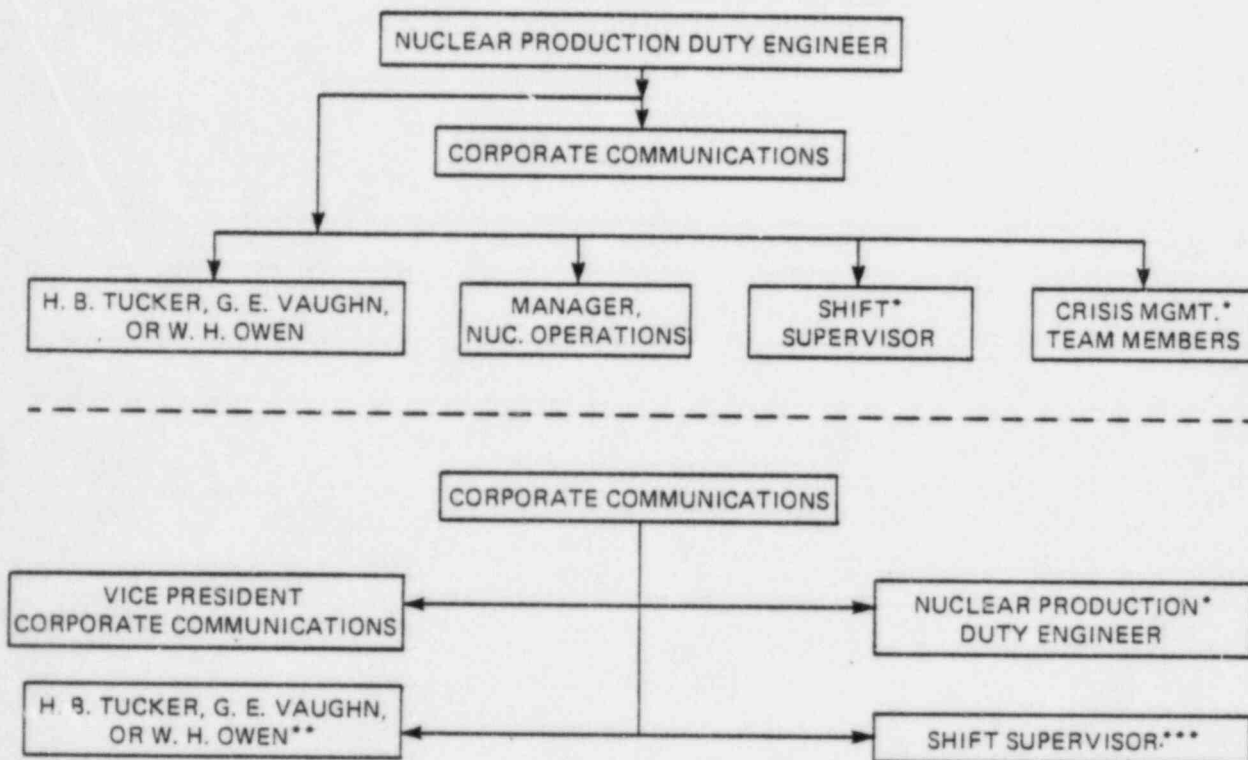 NUCLEAR PRODUCTION DUTY ENGINEER
CORPORATE COMMUNICATIONS
H. B. TUCKER, G. E. VAUGHN,
OR W. H. OWEN
MANAGER,
NUC. OPERATIONS
SHIFT*
SUPERVISOR
CRISIS MGMT.*
TEAM MEMBERS
CORPORATE COMMUNICATIONS
VICE PRESIDENT
CORPORATE COMMUNICATIONS
NUCLEAR PRODUCTION*
DUTY ENGINEER
H. B. TUCKER, G. E. VAUGHN,
OR W. H. OWEN**
SHIFT SUPERVISOR.***